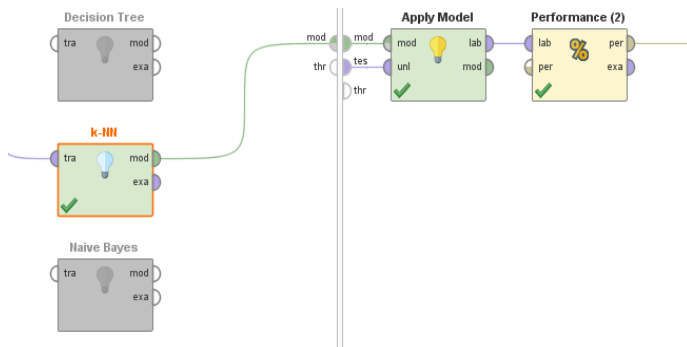 Decision Tree
tra mod
exa
k-NN
tra mod
exa
Naive Bayes
tra mod
exa
mod mod
thr tes
thr
Apply Model
mod lab
unl mod
Performance (2)
lab % per
per exa